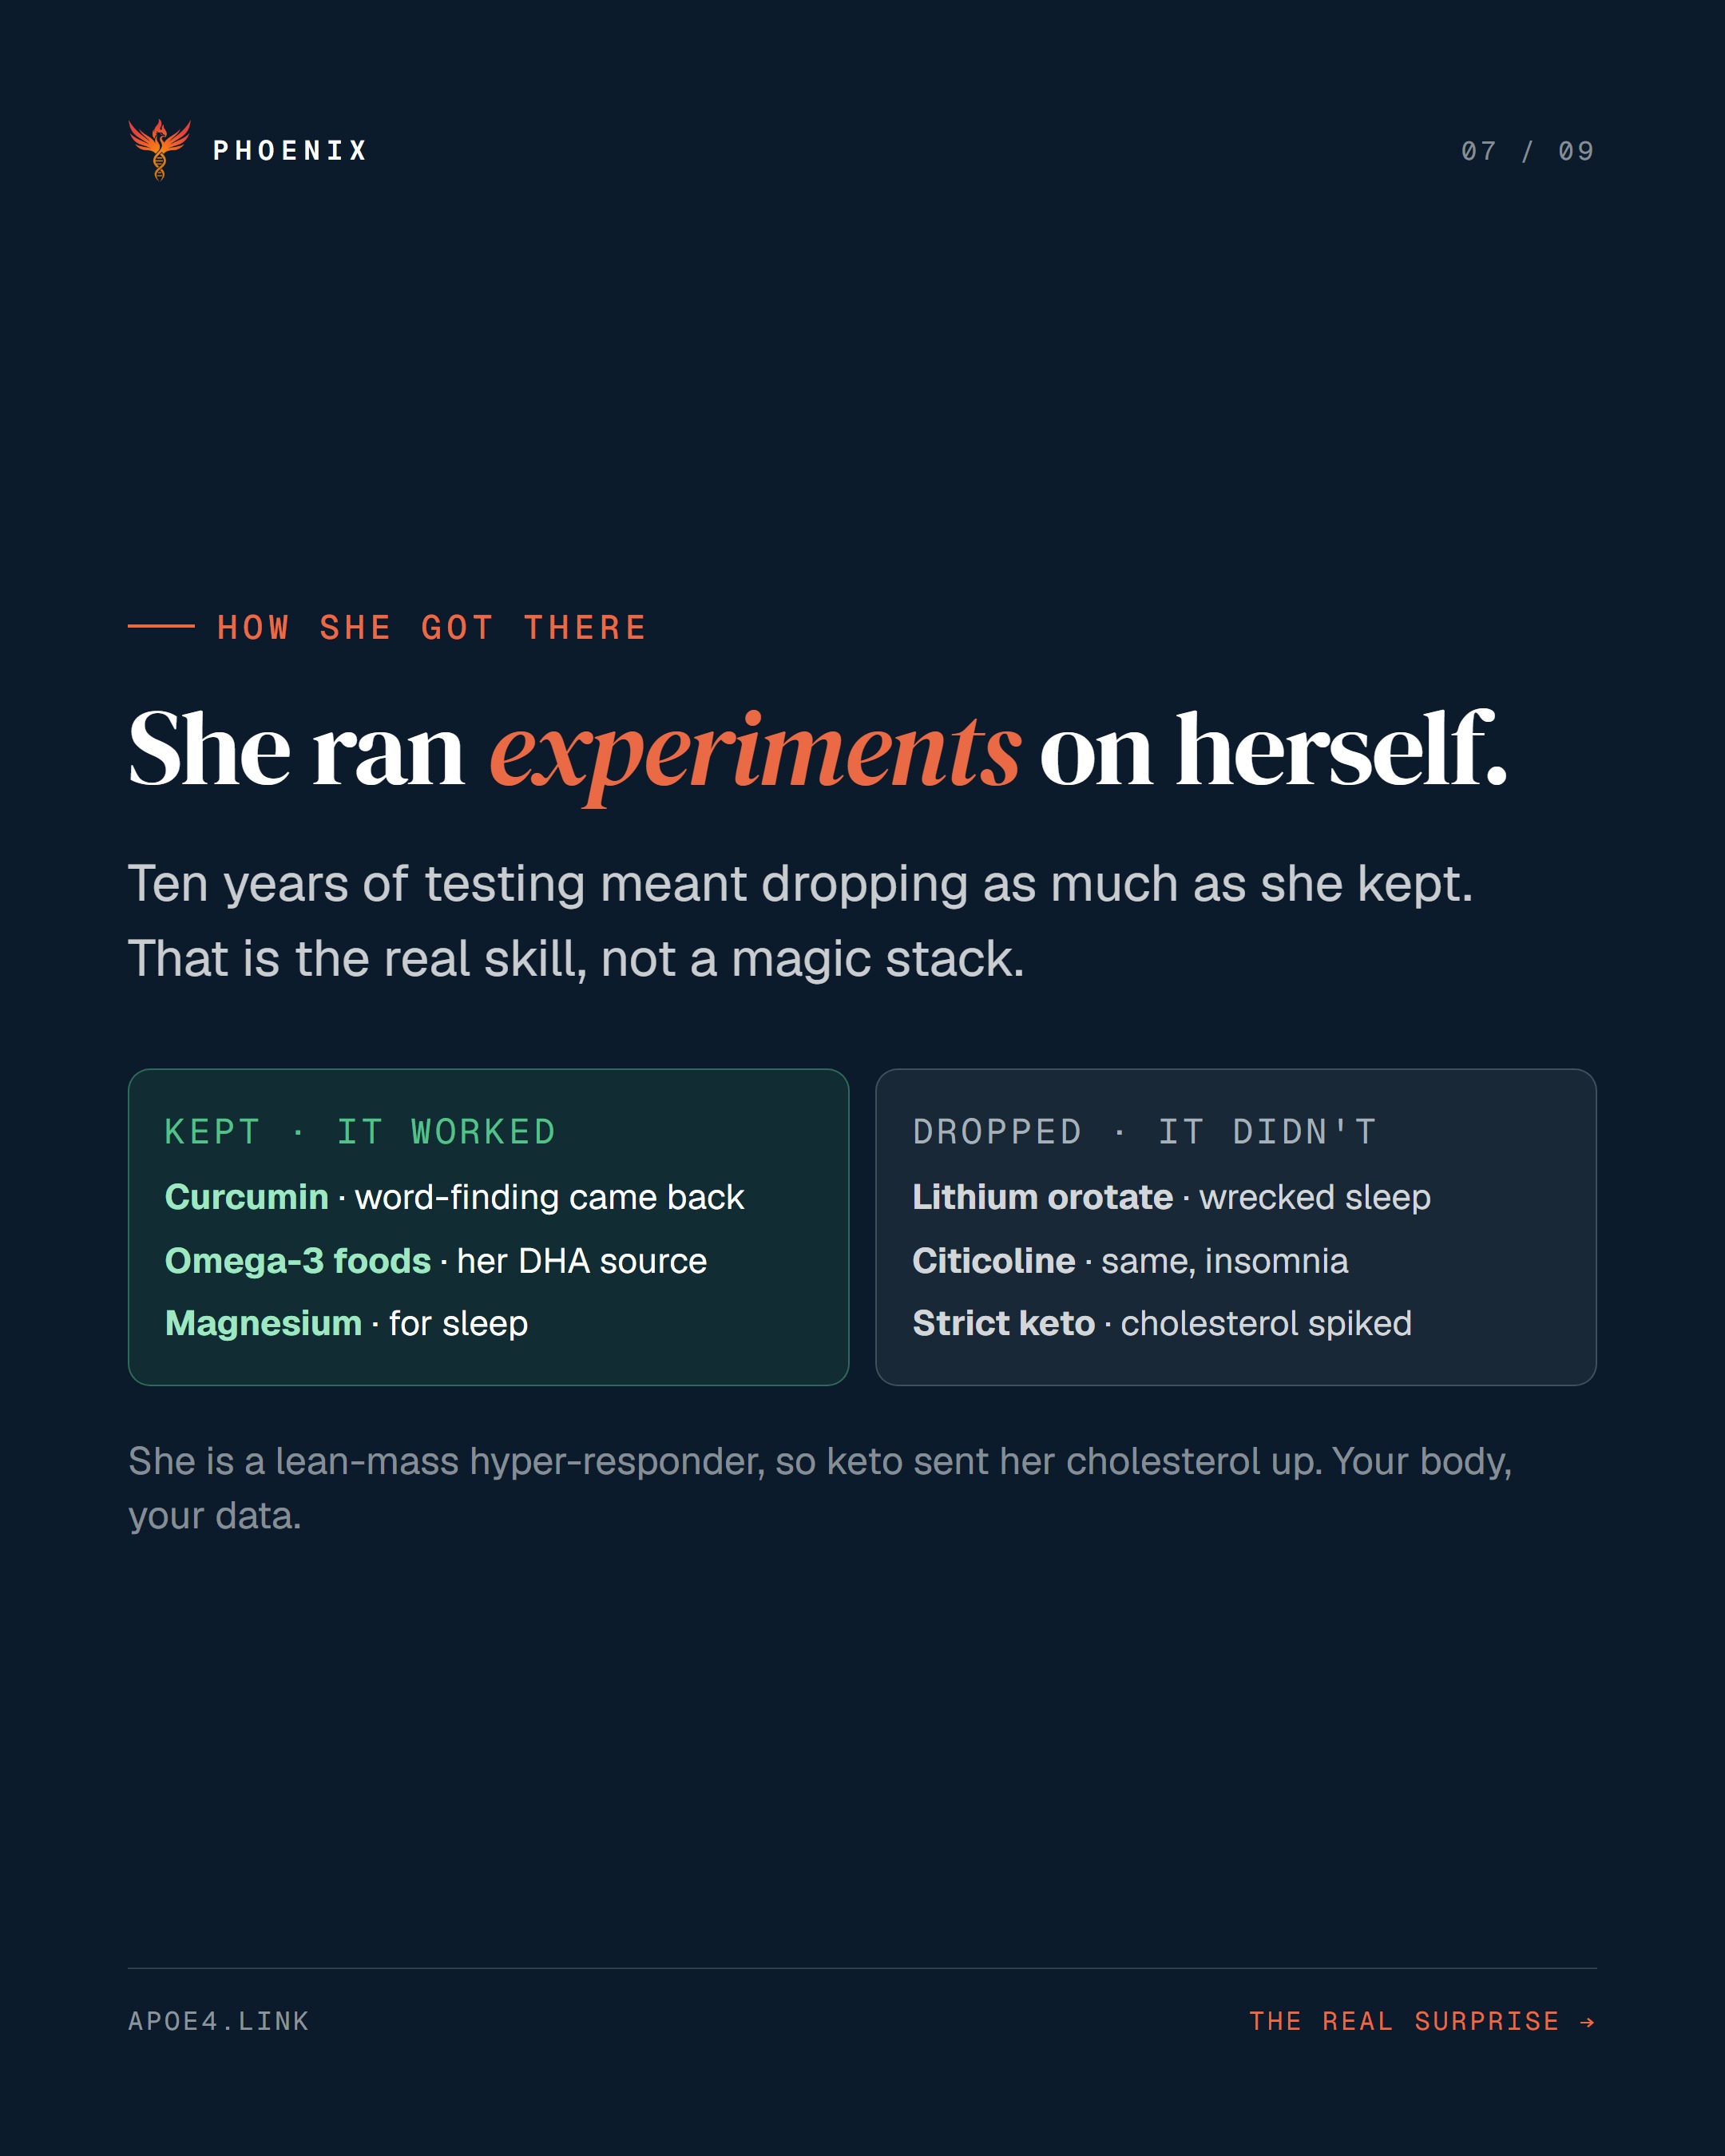 PHOENIX
07 / 09
HOW SHE GOT THERE
She ran experiments on herself.
Ten years of testing meant dropping as much as she kept.
That is the real skill, not a magic stack.
KEPT · IT WORKED
Curcumin · word-finding came back
Omega-3 foods · her DHA source
Magnesium · for sleep
DROPPED · IT DIDN'T
Lithium orotate · wrecked sleep
Citicoline · same, insomnia
Strict keto · cholesterol spiked
She is a lean-mass hyper-responder, so keto sent her cholesterol up. Your body,
your data.
APOE4.LINK
THE REAL SURPRISE →